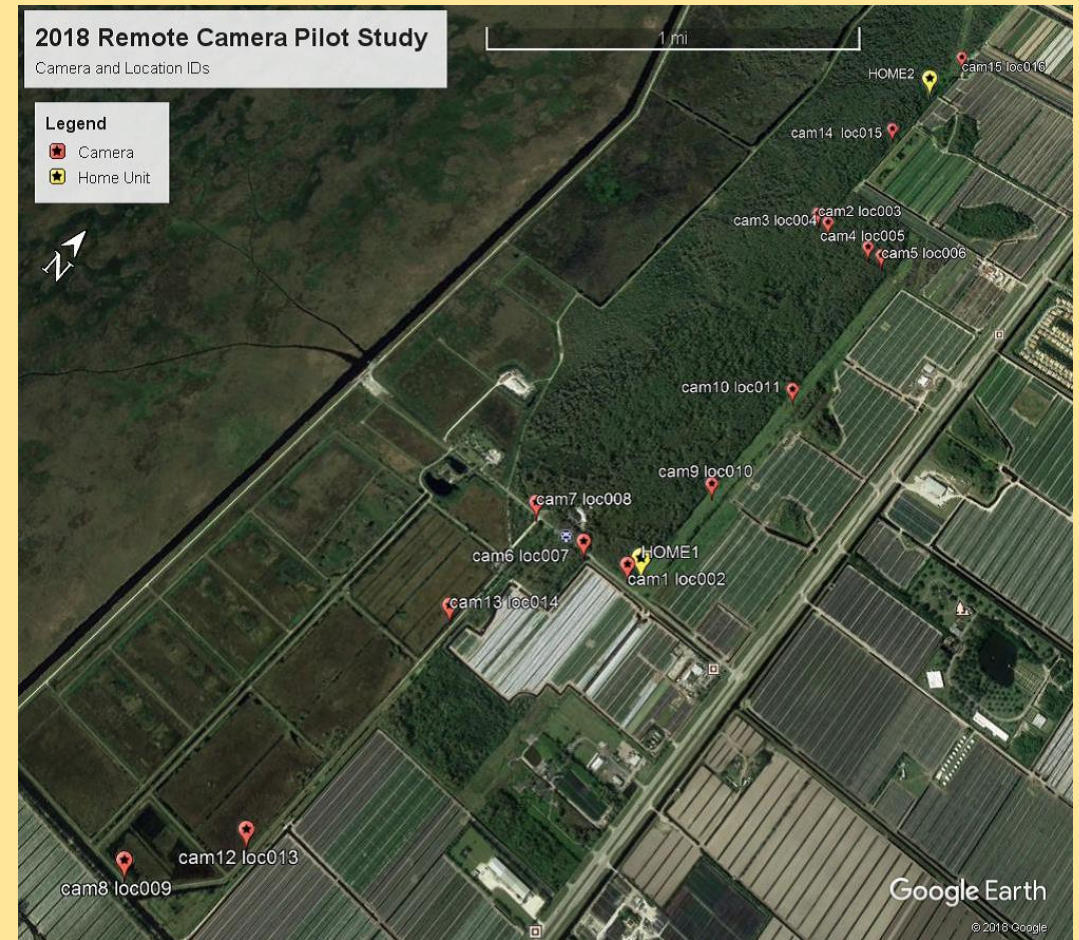 2018 Remote Camera Pilot Study
Camera and Location IDs
1 mi
Legend
Camera
Home Unit
N
cam15 loc016
HOME2
cam14 loc015
cam2 loc003
cam3 loc004
cam4 loc005
cam5 loc006
cam10 loc011
cam9 loc010
cam7 loc008
cam6 loc007
HOME1
cam1 loc002
cam13 loc014
cam12 loc013
cam8 loc009
Google Earth
© 2018 Google